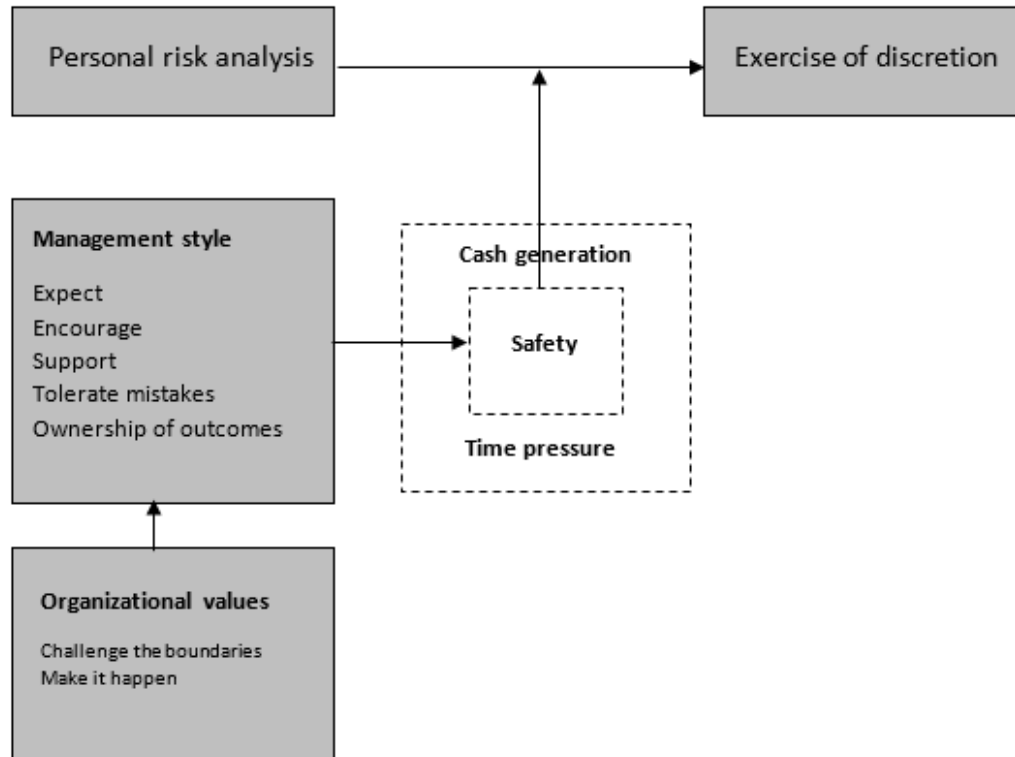 Personal risk analysis
Exercise of discretion
Management style
Expect
Encourage
Support
Tolerate mistakes
Ownership of outcomes
Cash generation
Safety
Time pressure
Organizational values
Challenge the boundaries
Make it happen